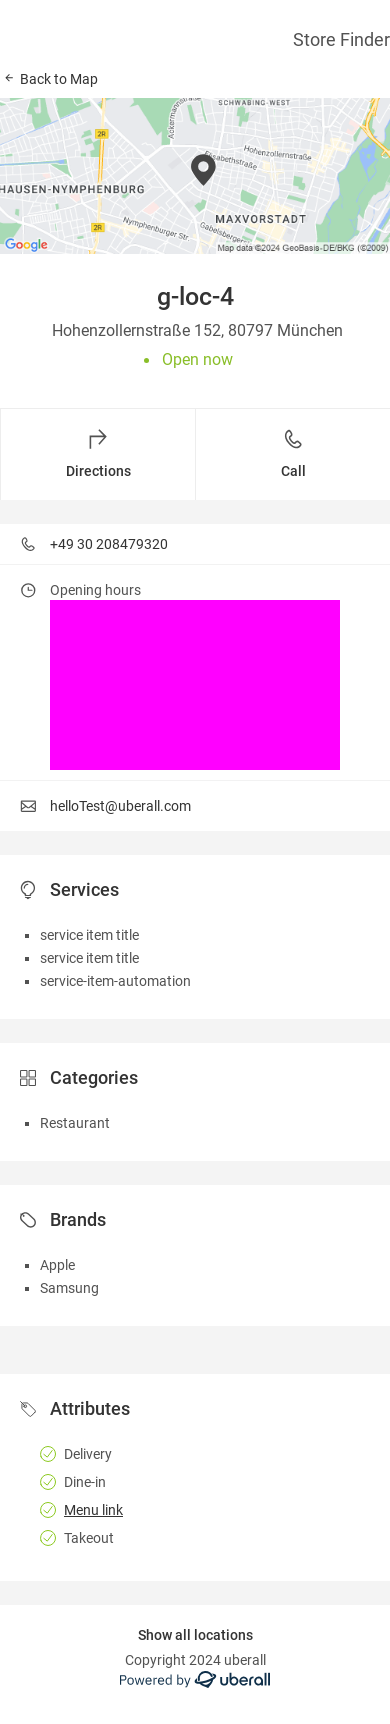 Store Finder
Back to Map
SCHWABING-WEST
Ackermannstraße
2R
Hohenzollernstraße
Elisabethstraße
HAUSEN-NYMPHENBURG
MAXVORSTADT
Nymphenburger Str.
Gabelsbergerstraße
2R
Google
Map data ©2024 GeoBasis-DE/BKG (©2009)
g-loc-4
Hohenzollernstraße 152, 80797 München
Open now
Directions
Call
+49 30 208479320
Opening hours
helloTest@uberall.com
Services
service item title
service item title
service-item-automation
Categories
Restaurant
Brands
Apple
Samsung
Attributes
Delivery
Dine-in
Menu link
Takeout
Show all locations
Copyright 2024 uberall
Powered by uberall